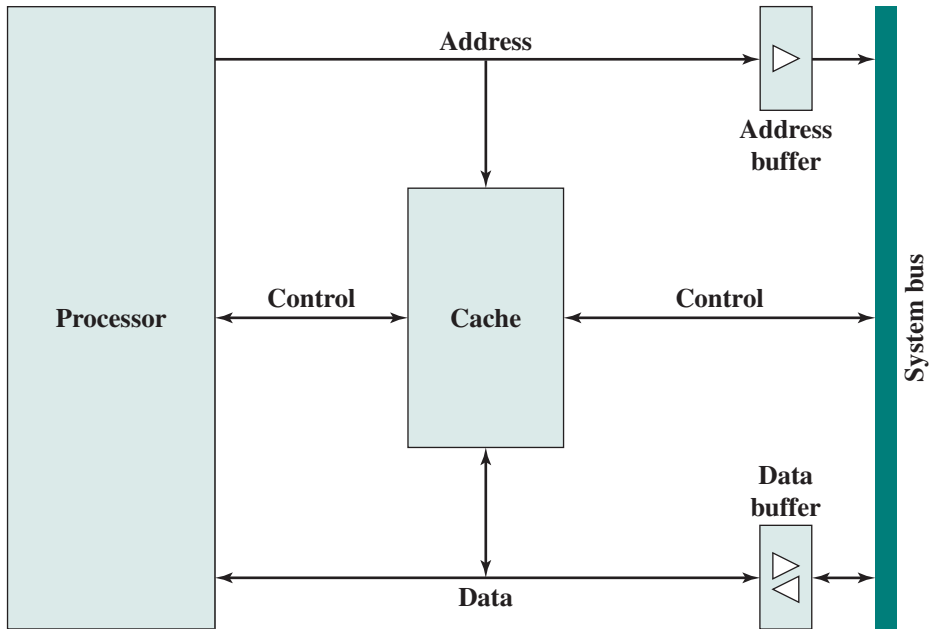 Address
Address
buffer
Processor
Control
Cache
Control
System bus
Data
buffer
Data